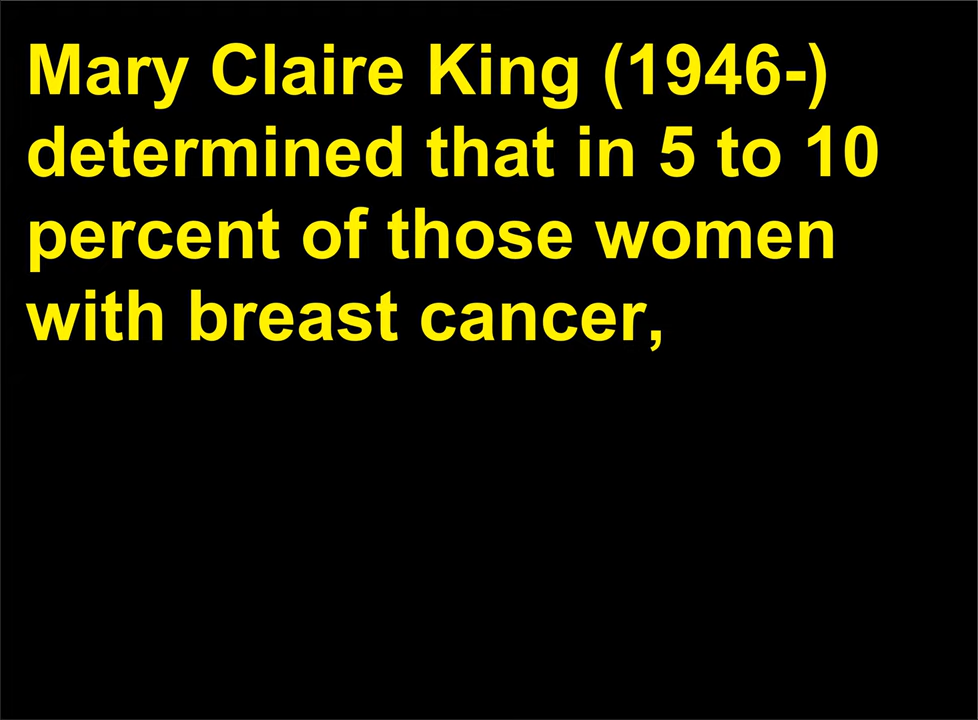 Mary Claire King (1946-)
determined that in 5 to 10
percent of those women
with breast cancer,